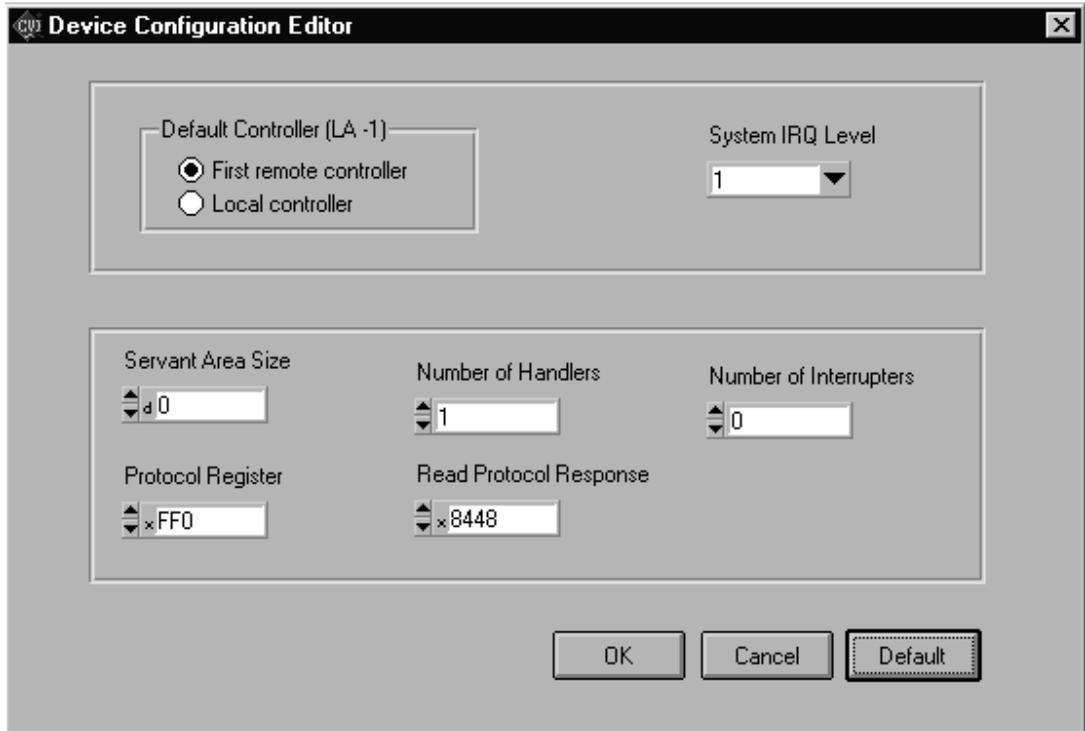 CVI Device Configuration Editor
Default Controller (LA -1)
First remote controller
Local controller
System IRQ Level
1
Servant Area Size
d 0
Number of Handlers
1
Number of Interrupters
0
Protocol Register
x FF0
Read Protocol Response
x 8448
OK
Cancel
Default